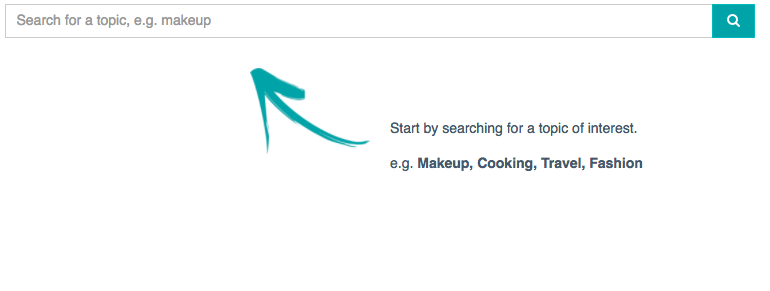 Search for a topic, e.g. makeup
Start by searching for a topic of interest.
e.g. Makeup, Cooking, Travel, Fashion